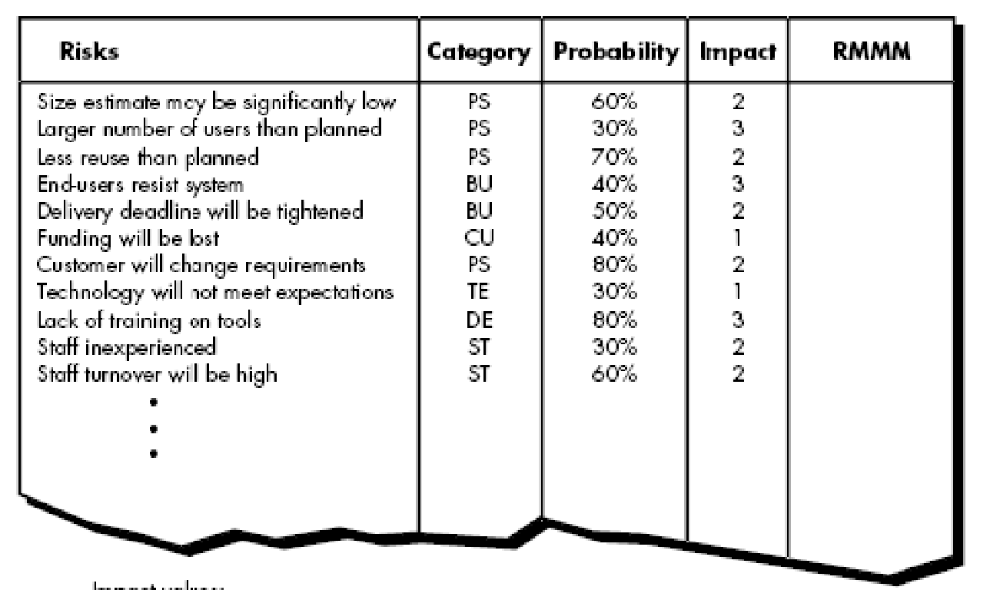 Risks Category Probability Impact RMMM
Size estimate may be significantly low PS 60% 2
Larger number of users than planned PS 30% 3
Less reuse than planned PS 70% 2
End-users resist system BU 40% 3
Delivery deadline will be tightened BU 50% 2
Funding will be lost CU 40% 1
Customer will change requirements PS 80% 2
Technology will not meet expectations TE 30% 1
Lack of training on tools DE 80% 3
Staff inexperienced ST 30% 2
Staff turnover will be high ST 60% 2
•
•
•
Impact values: